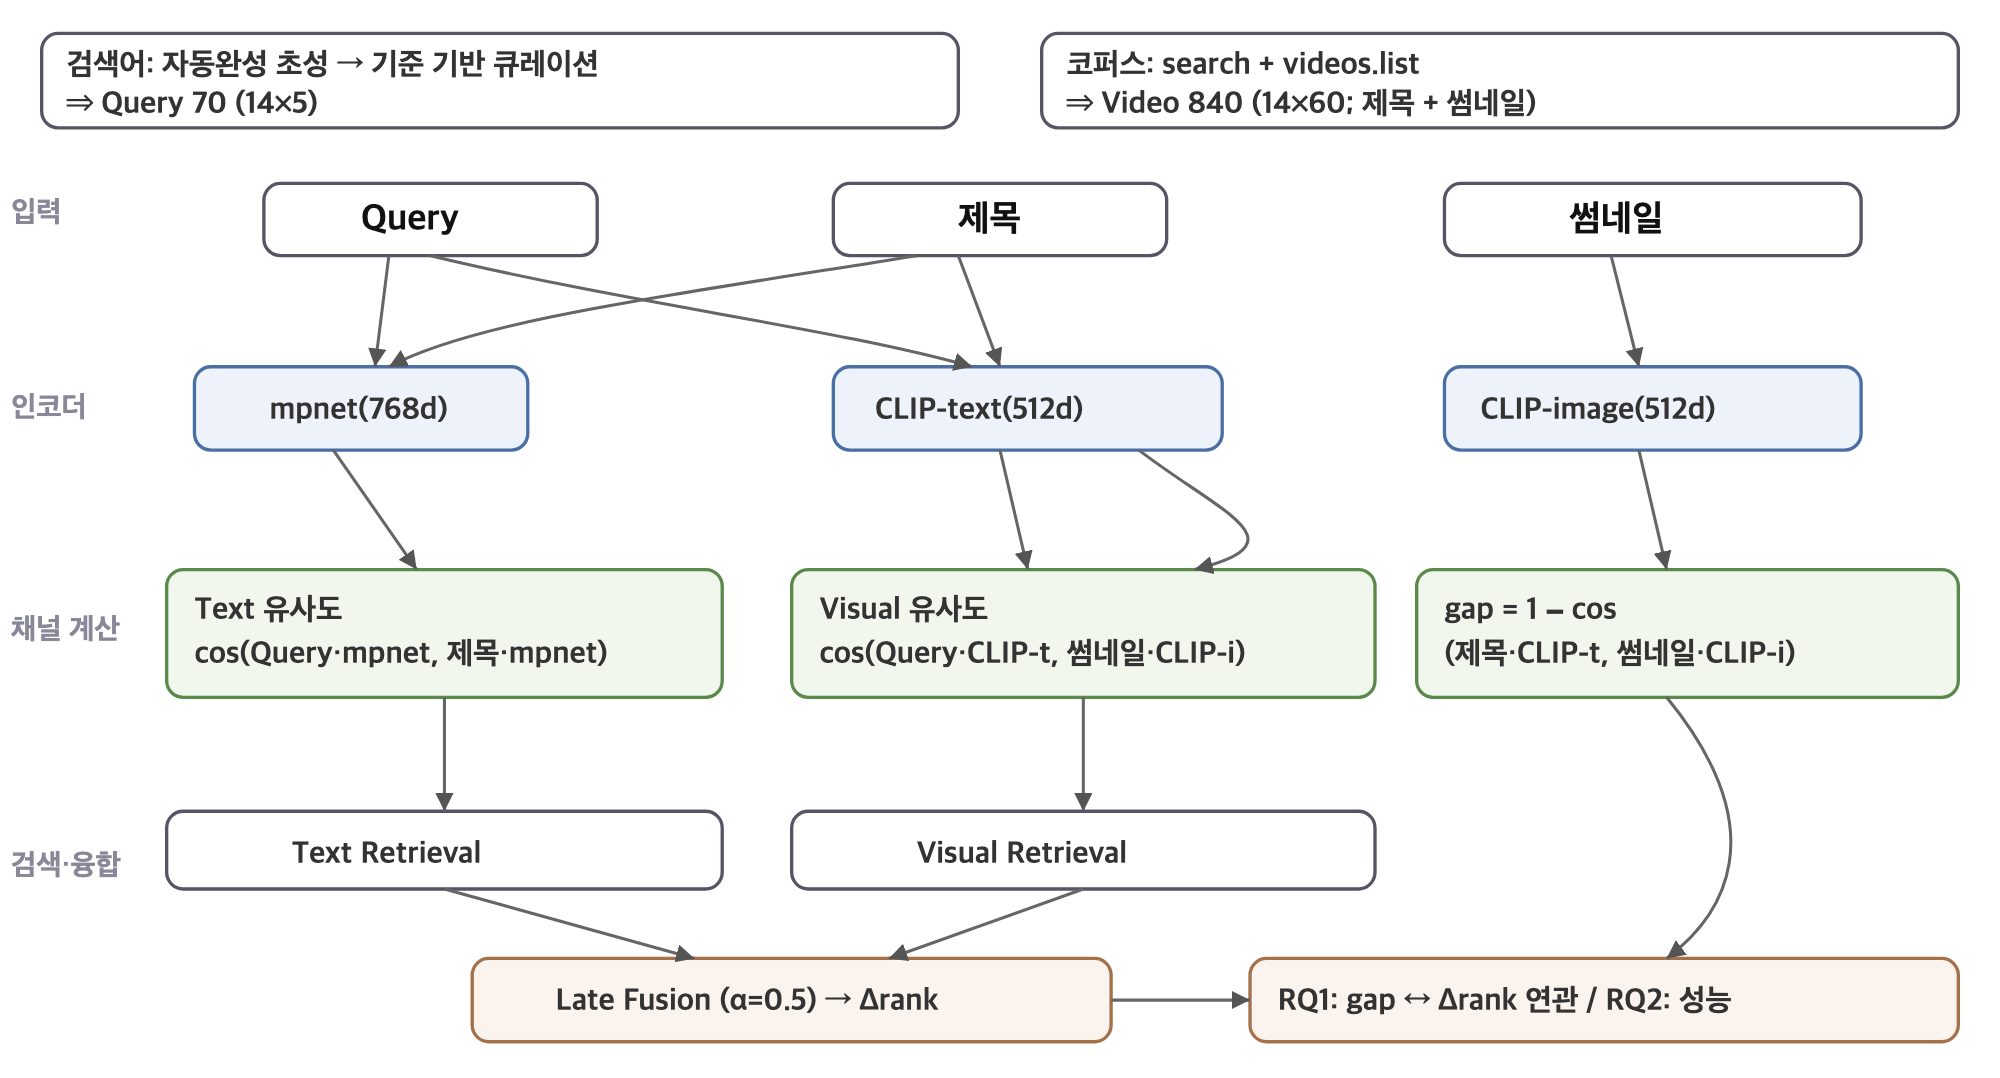 검색어: 자동완성 초성 → 기준 기반 큐레이션
⇒ Query 70 (14×5)
코퍼스: search + videos.list
⇒ Video 840 (14×60; 제목 + 썸네일)
입력
Query
제목
썸네일
인코더
mpnet(768d)
CLIP-text(512d)
CLIP-image(512d)
채널 계산
Text 유사도
cos(Query·mpnet, 제목·mpnet)
Visual 유사도
cos(Query·CLIP-t, 썸네일·CLIP-i)
gap = 1 − cos
(제목·CLIP-t, 썸네일·CLIP-i)
검색·융합
Text Retrieval
Visual Retrieval
Late Fusion (α=0.5) → Δrank
RQ1: gap ↔ Δrank 연관 / RQ2: 성능